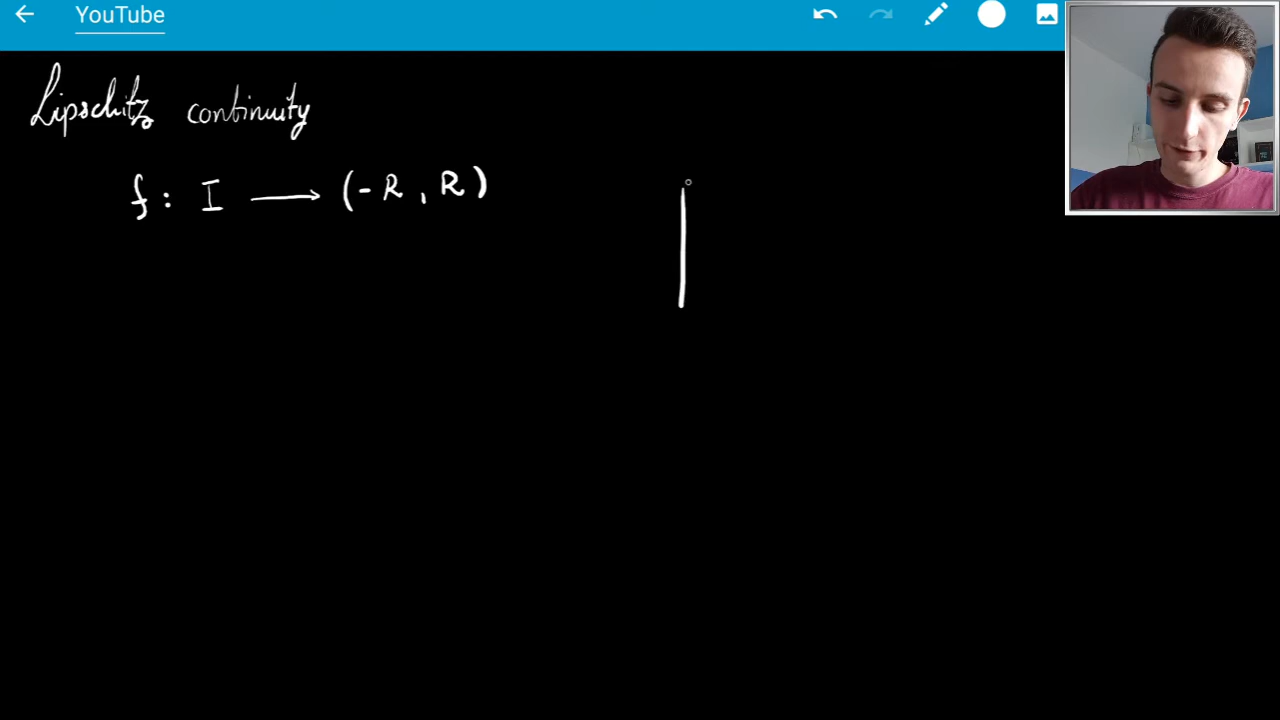 YouTube
Lipschitz continuity
f : I ⟶ (-R, R)